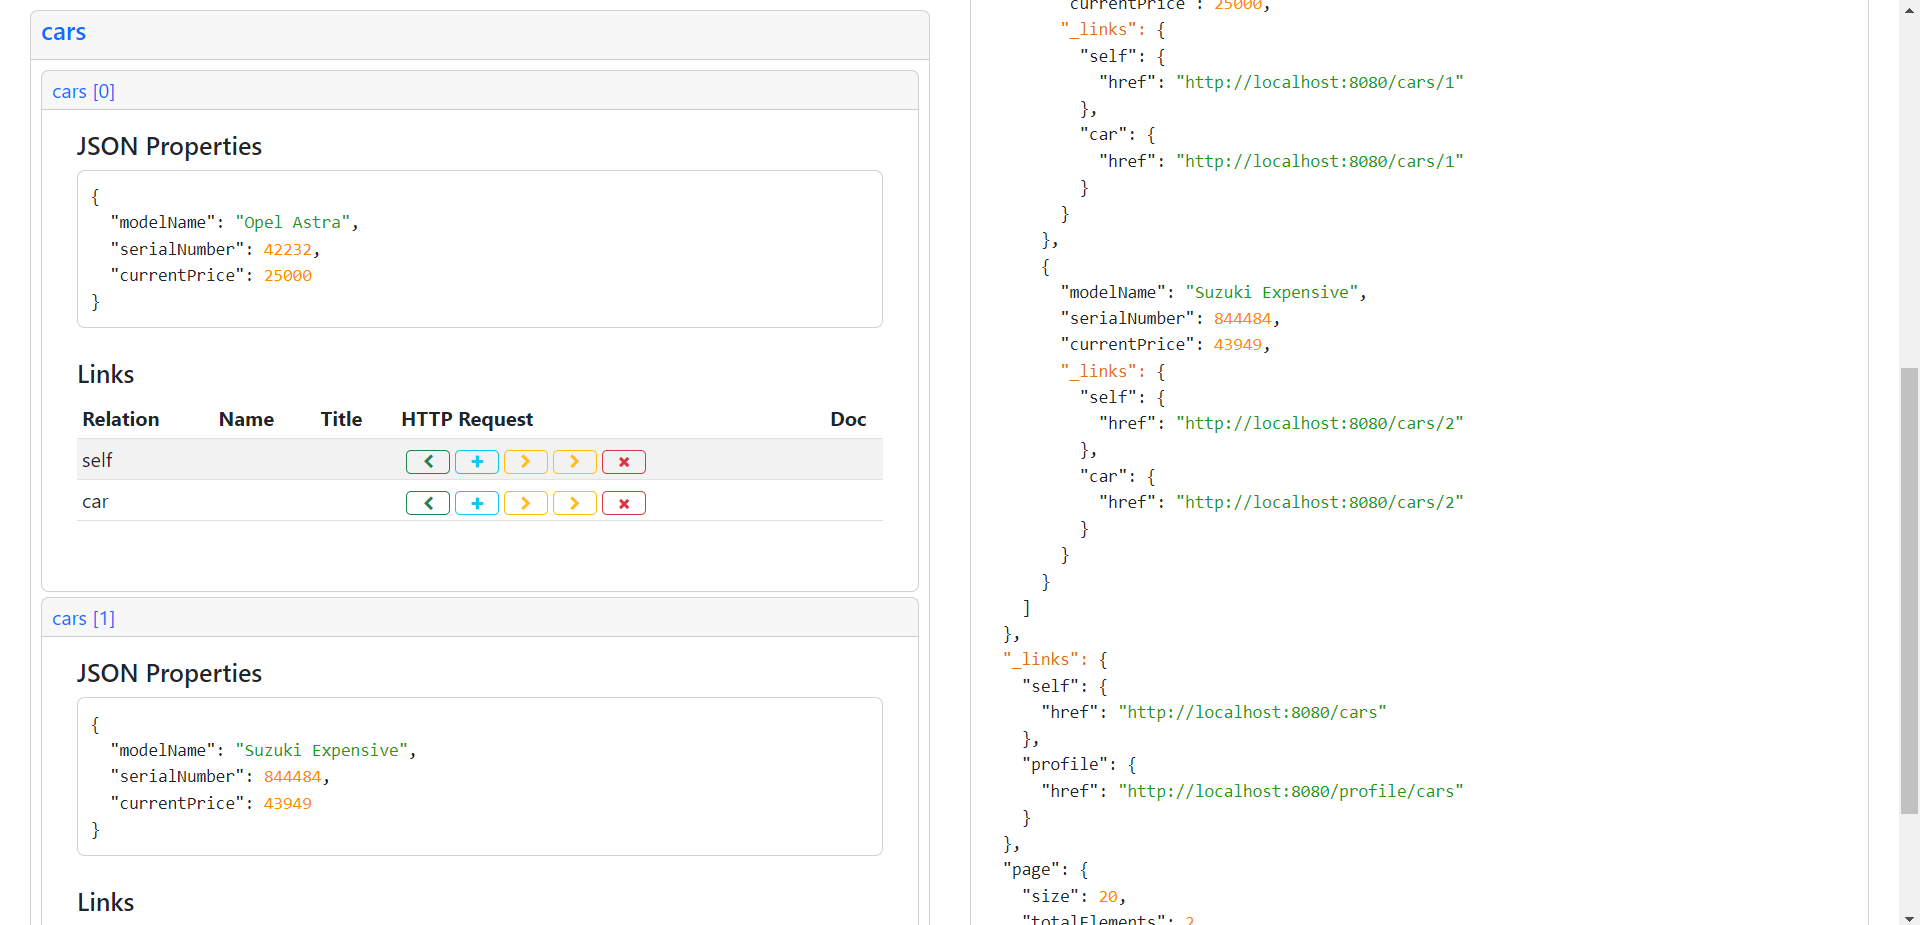 cars
cars [0]
JSON Properties
{
"modelName": "Opel Astra",
"serialNumber": 42232,
"currentPrice": 25000
}
Links
Relation Name Title HTTP Request Doc
self
car
cars [1]
JSON Properties
{
"modelName": "Suzuki Expensive",
"serialNumber": 844484,
"currentPrice": 43949
}
Links
"currentPrice": 25000,
"_links": {
"self": {
"href": "http://localhost:8080/cars/1"
},
"car": {
"href": "http://localhost:8080/cars/1"
}
}
},
{
"modelName": "Suzuki Expensive",
"serialNumber": 844484,
"currentPrice": 43949,
"_links": {
"self": {
"href": "http://localhost:8080/cars/2"
},
"car": {
"href": "http://localhost:8080/cars/2"
}
}
}
]
},
"_links": {
"self": {
"href": "http://localhost:8080/cars"
},
"profile": {
"href": "http://localhost:8080/profile/cars"
}
},
"page": {
"size": 20,
"totalElements": 2